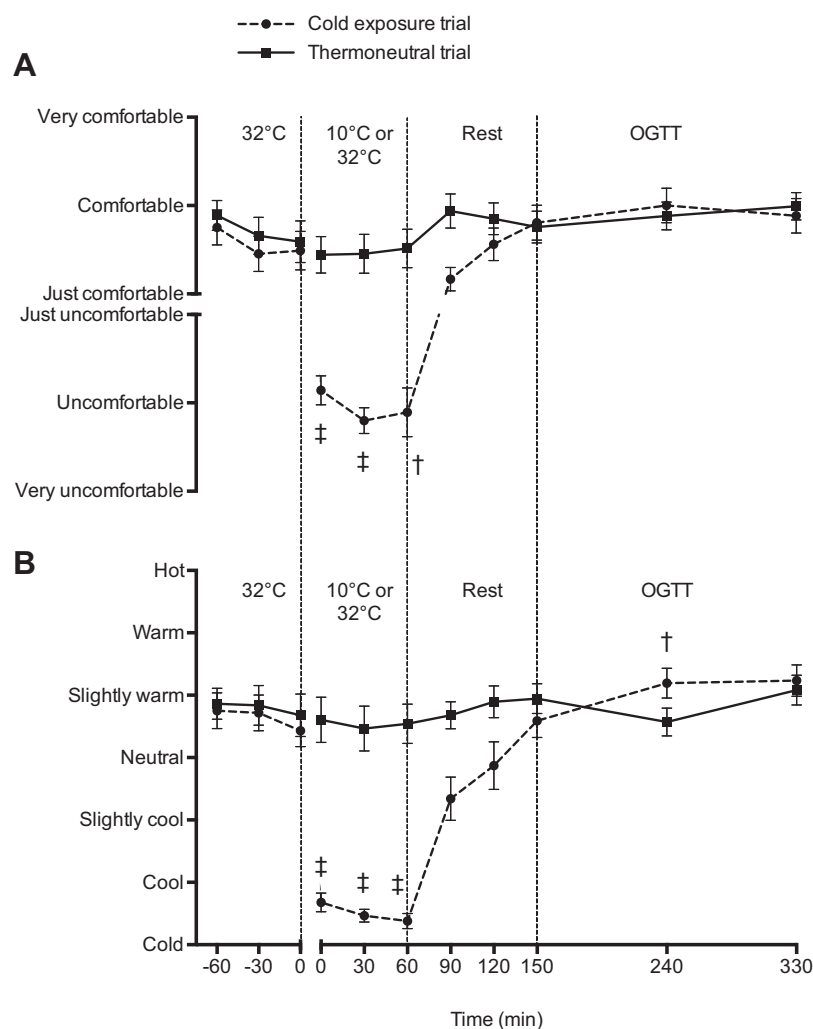 Cold exposure trial
Thermoneutral trial
A
Very comfortable
32°C
10°C or
32°C
Rest
OGTT
Comfortable
Just comfortable
Just uncomfortable
Uncomfortable
‡
‡
†
Very uncomfortable
B
Hot
32°C
10°C or
32°C
Rest
OGTT
Warm
†
Slightly warm
Neutral
Slightly cool
Cool
‡
‡
‡
Cold
-60 -30 0 0 30 60 90 120 150 240 330
Time (min)